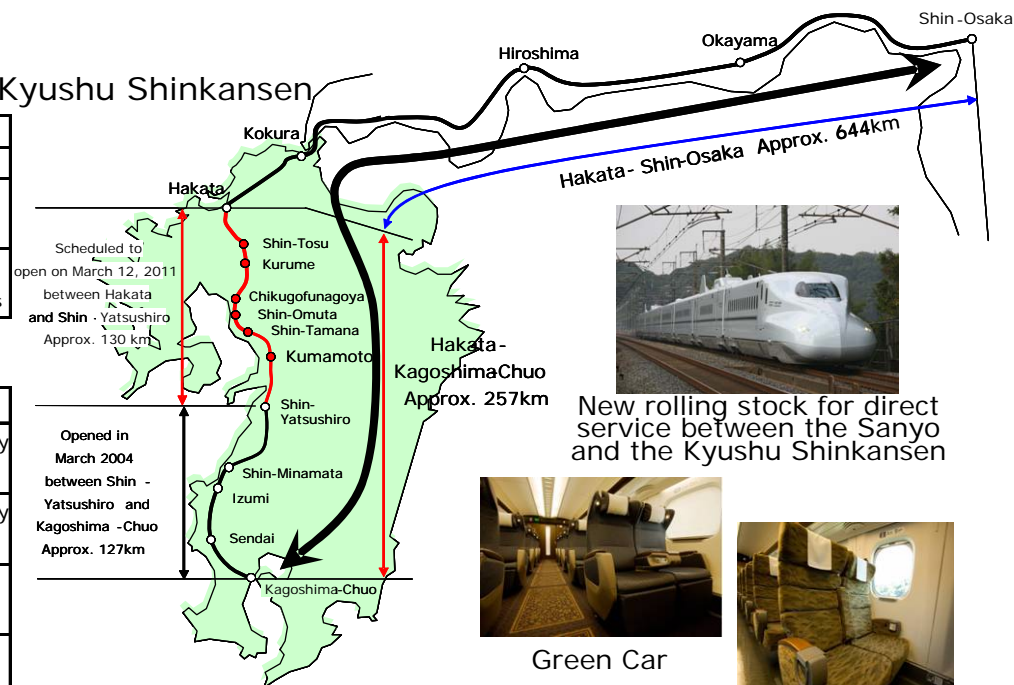 Kyushu Shinkansen
Shin-Osaka
Okayama
Hiroshima
Kokura
Hakata
Hakata- Shin-Osaka Approx. 644km
Scheduled to
open on March 12, 2011
between Hakata
and Shin - Yatsushiro
Approx. 130 km
Shin-Tosu
Kurume
Chikugofunagoya
Shin-Omuta
Shin-Tamana
Kumamoto
Hakata-
Kagoshima-Chuo
Approx. 257km
Shin-
Yatsushiro
Opened in
March 2004
between Shin -
Yatsushiro and
Kagoshima -Chuo
Approx. 127km
Shin-Minamata
Izumi
Sendai
Kagoshima-Chuo
New rolling stock for direct
service between the Sanyo
and the Kyushu Shinkansen
Green Car
s
y
y